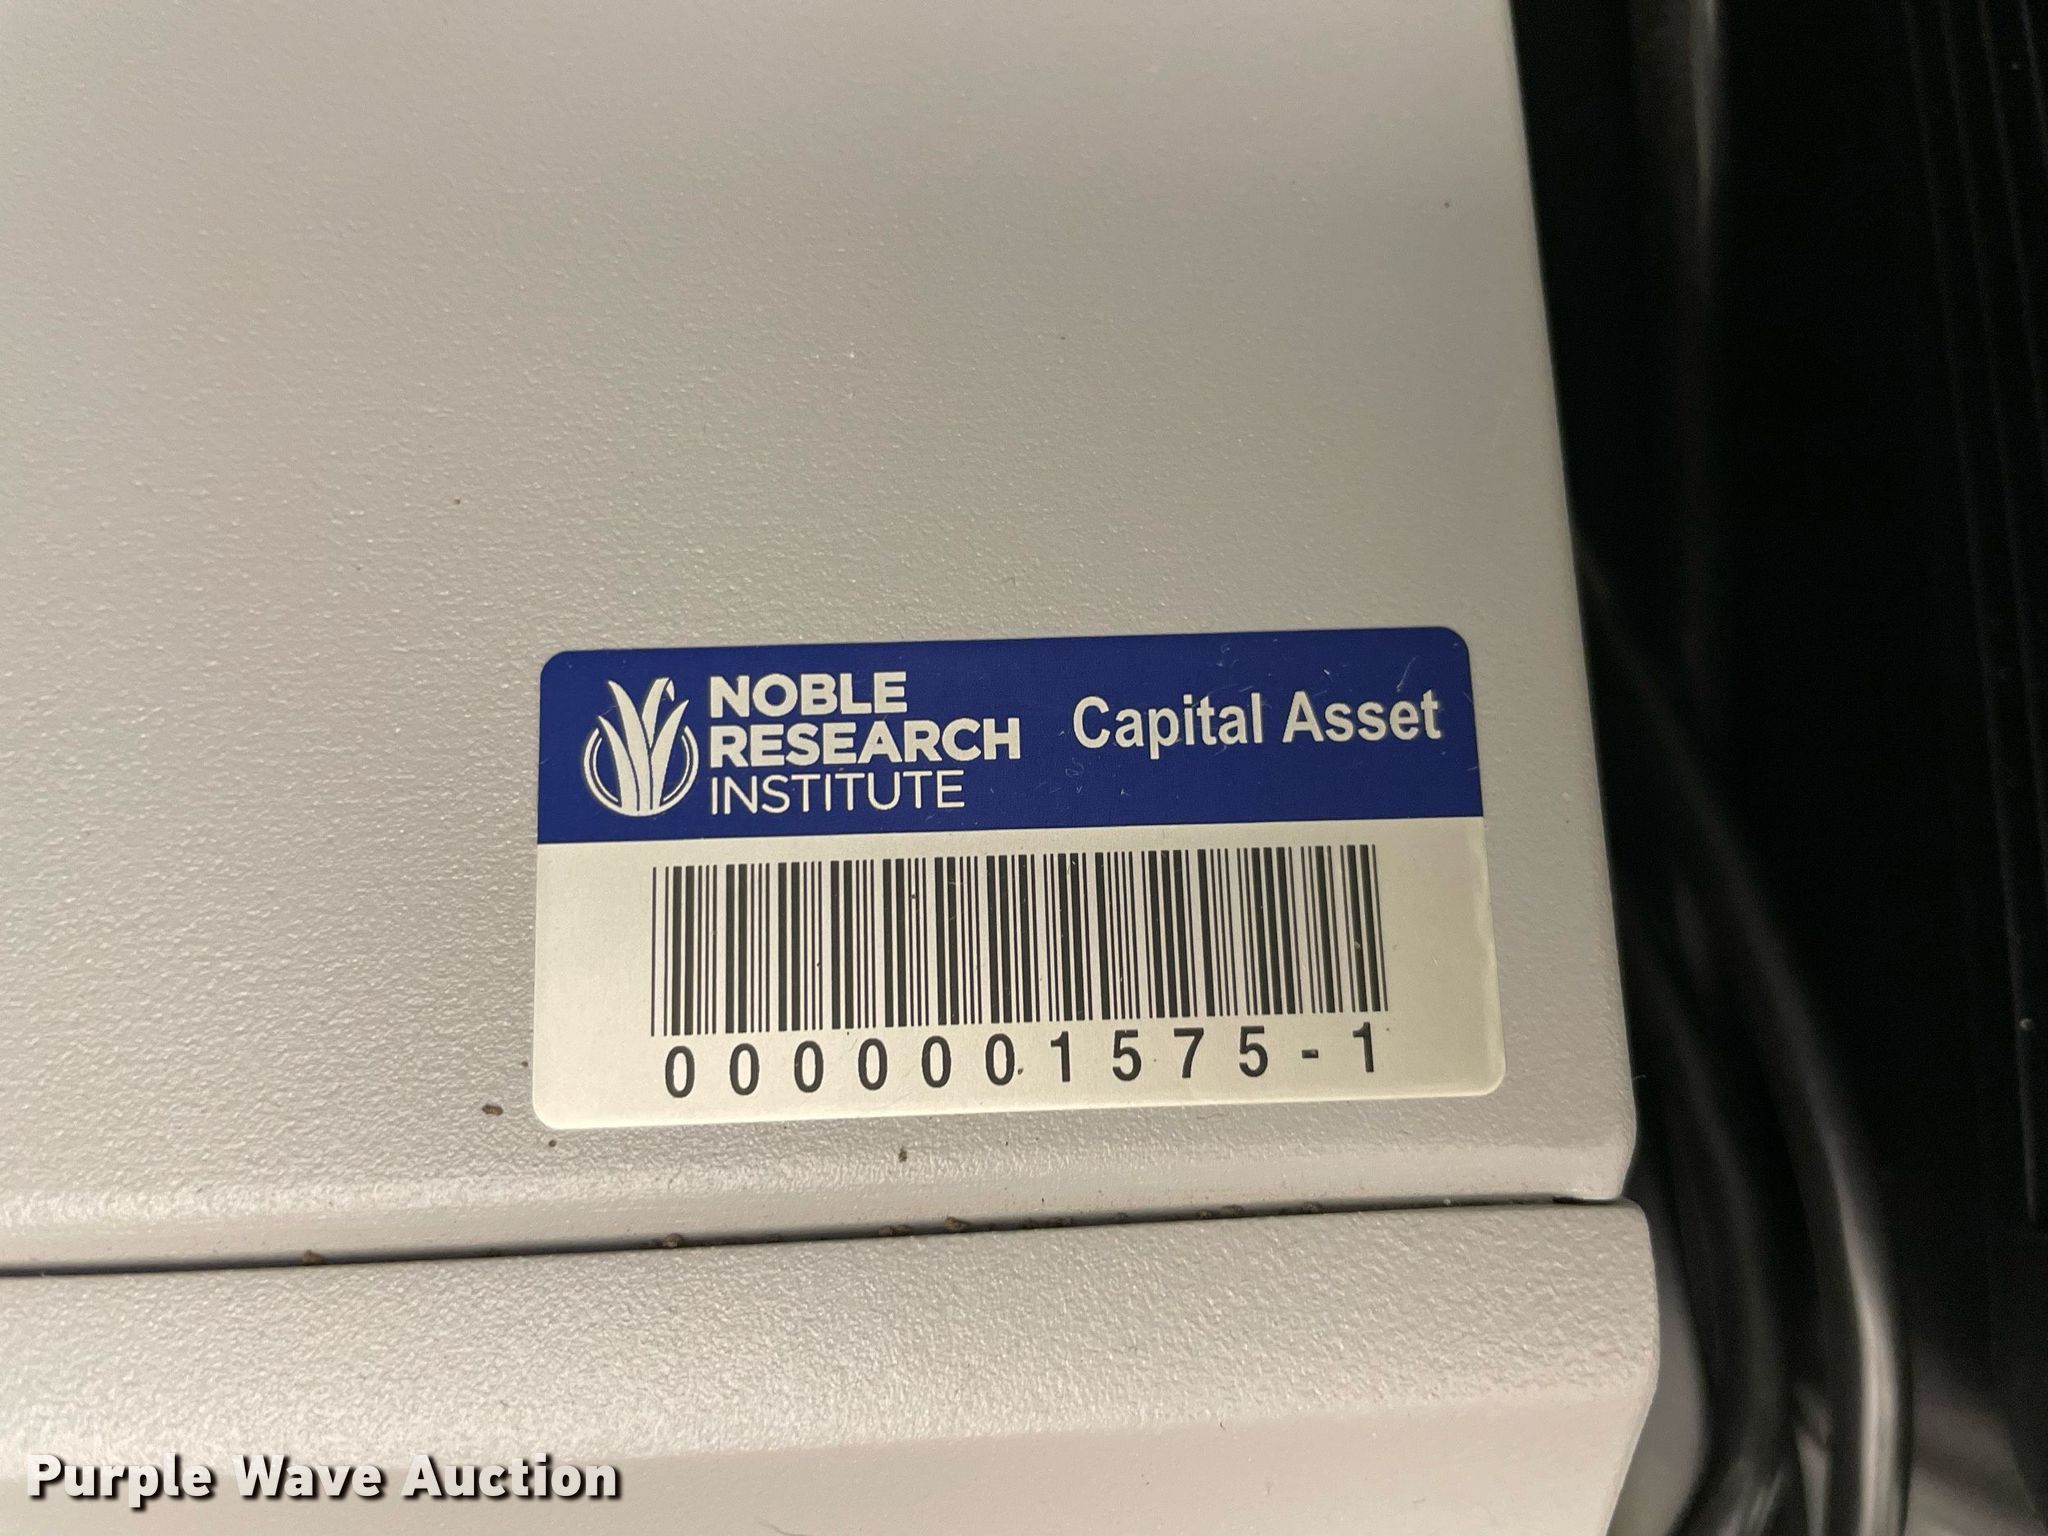 NOBLE
RESEARCH
INSTITUTE
Capital Asset
0000001575-1
Purple Wave Auction